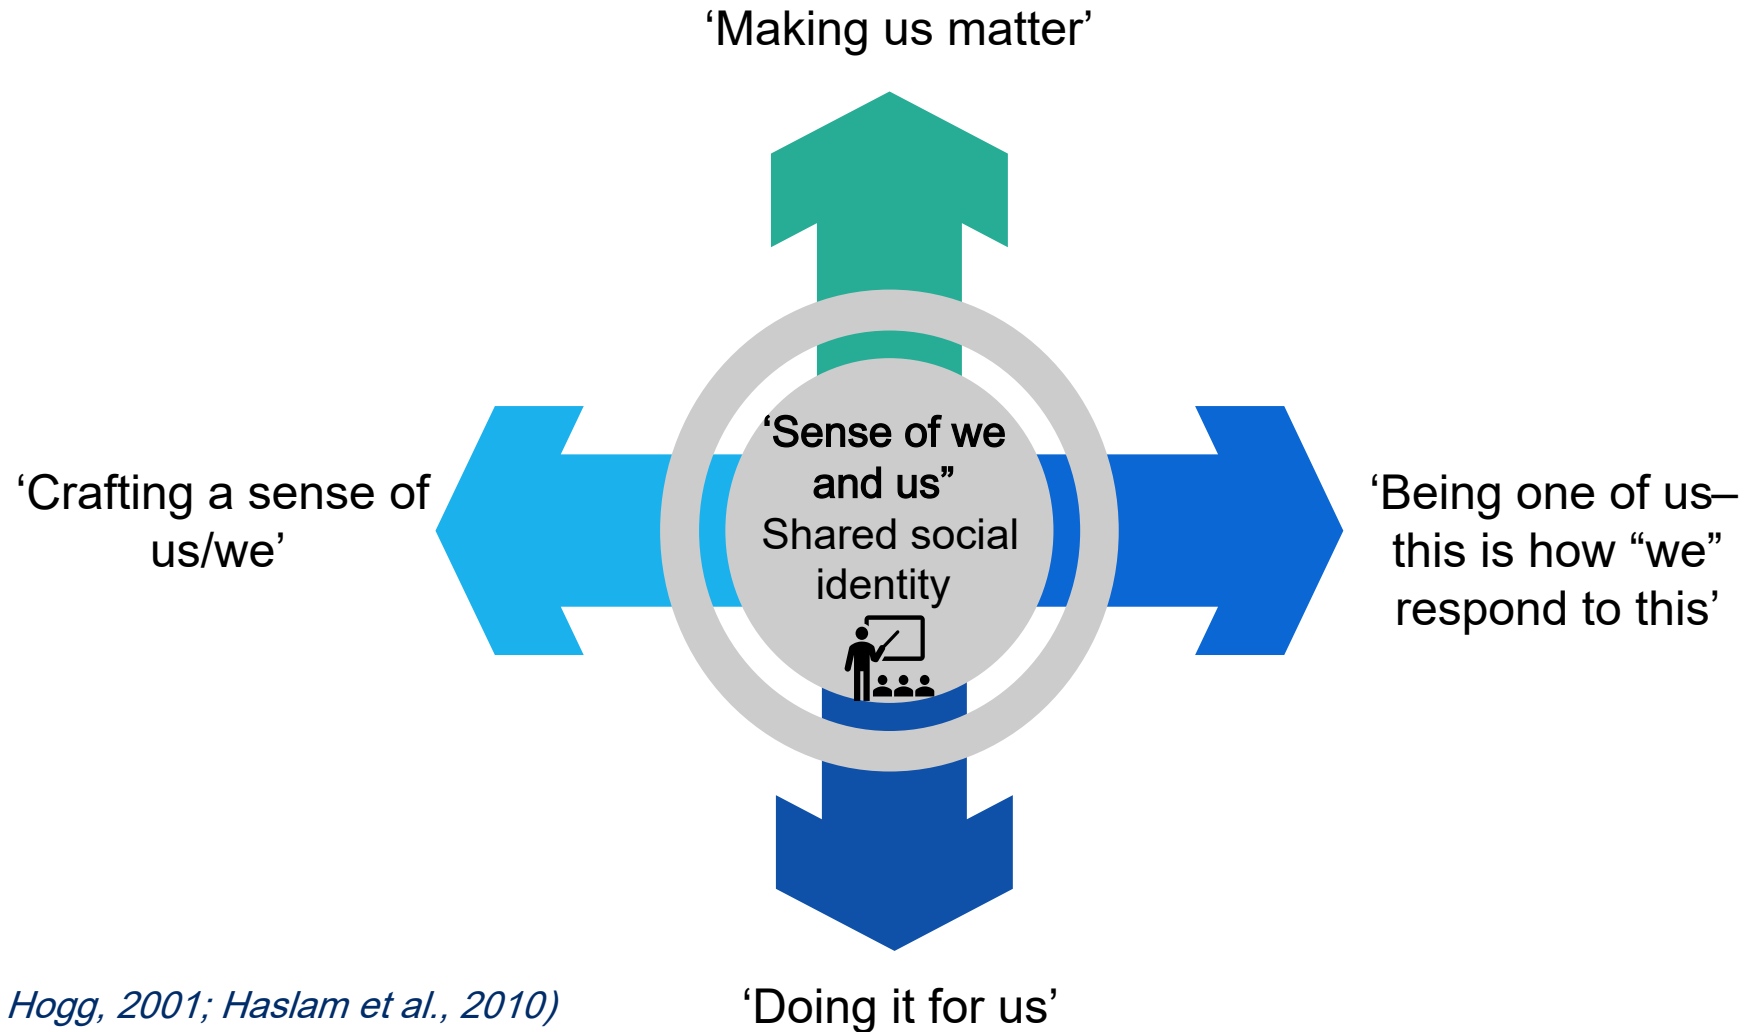 ‘Making us matter’
‘Sense of we
and us”
Shared social
identity
‘Crafting a sense of
us/we’
‘Being one of us–
this is how “we”
respond to this’
‘Doing it for us’
Hogg, 2001; Haslam et al., 2010)